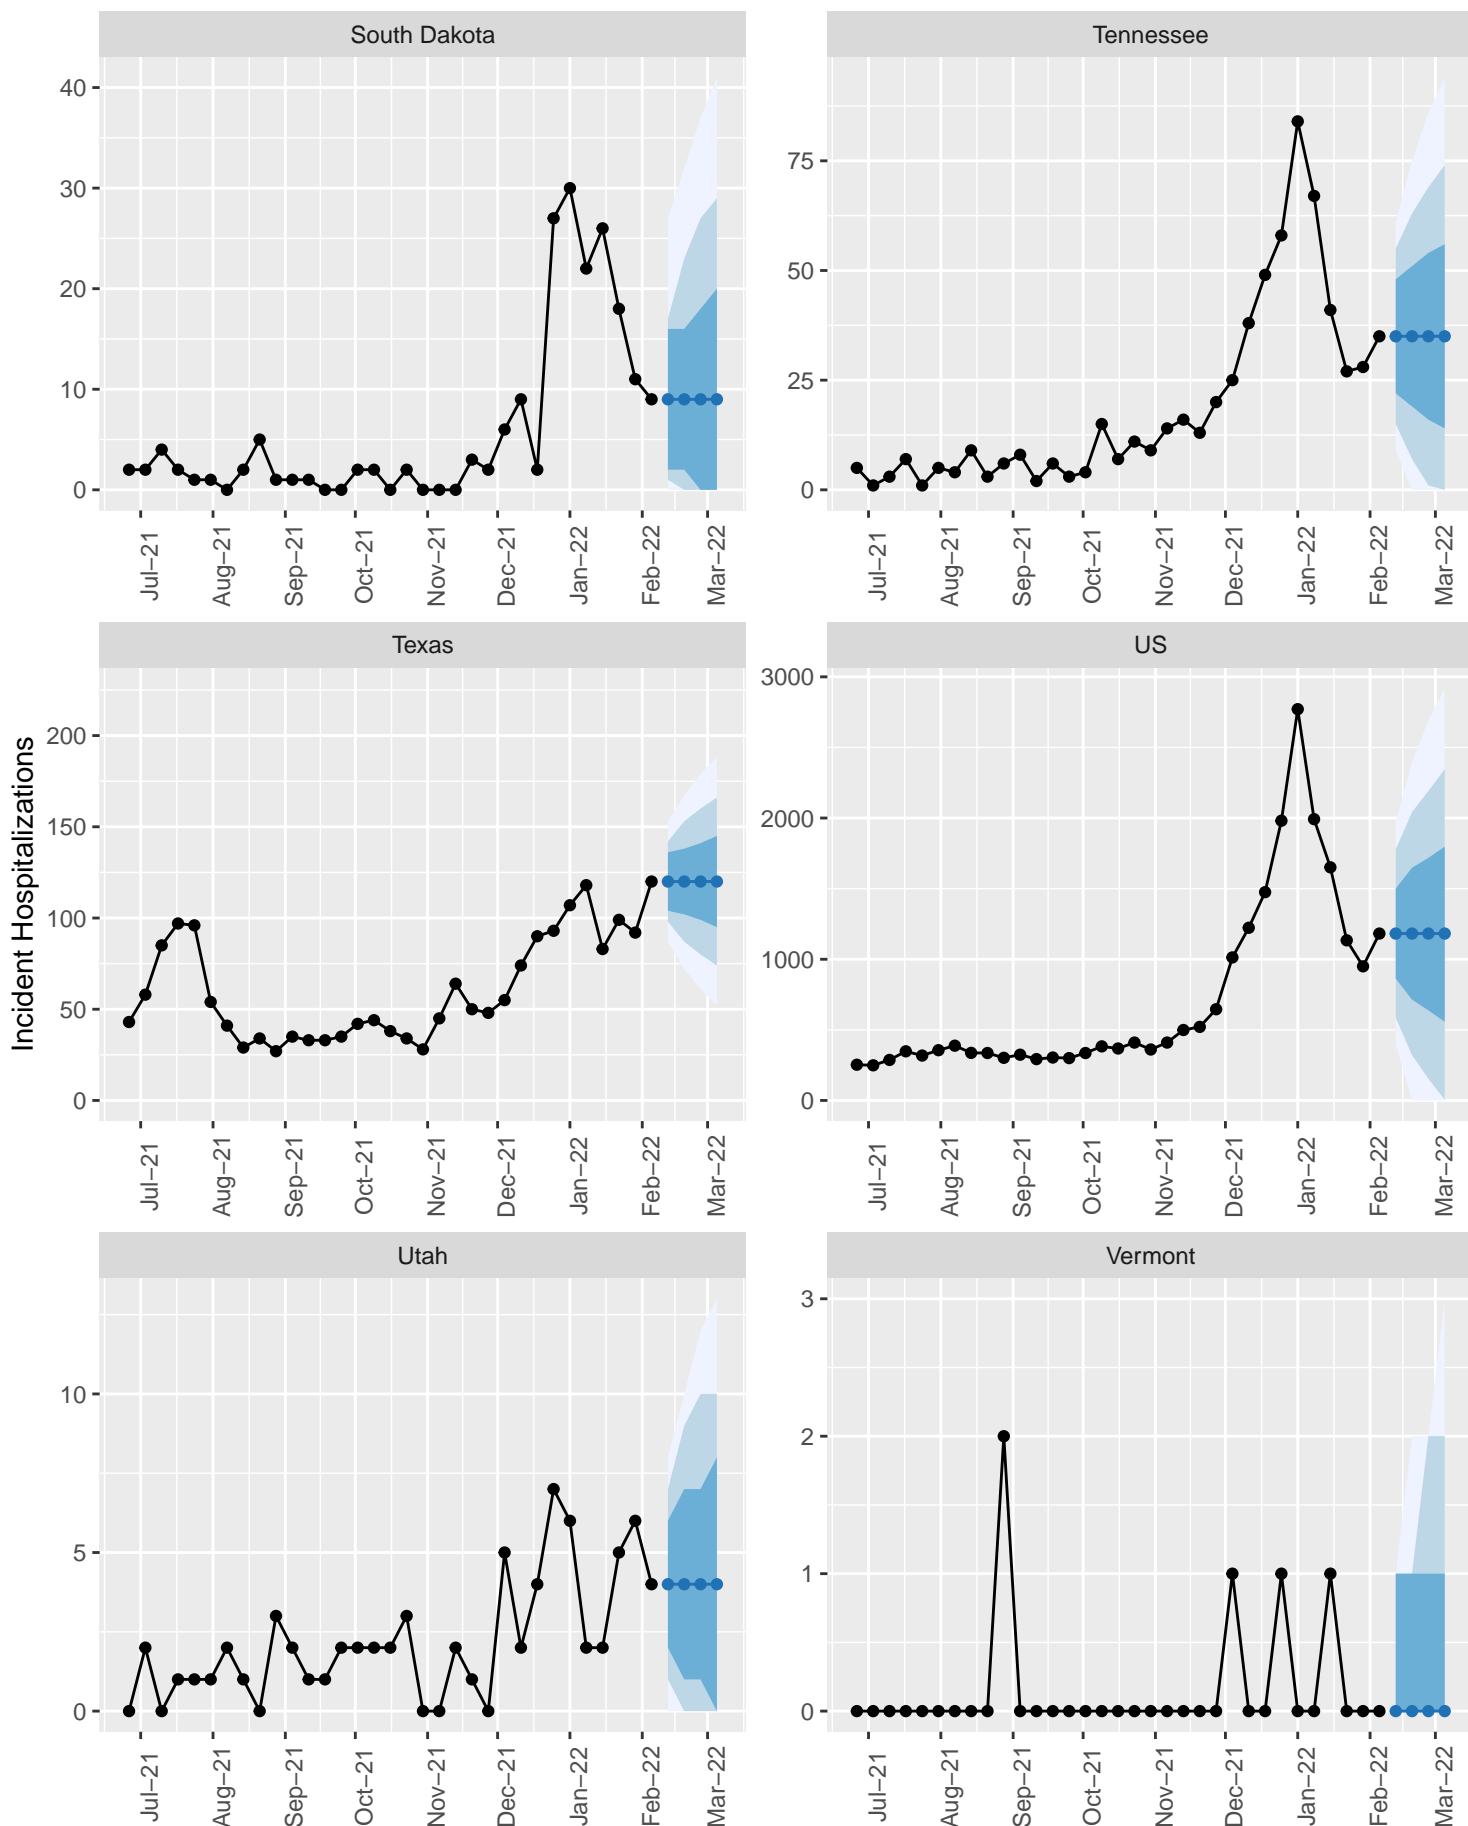 South Dakota
Tennessee
40
30
20
10
0
75
50
25
0
Jul–21
Aug–21
Sep–21
Oct–21
Nov–21
Dec–21
Jan–22
Feb–22
Mar–22
Jul–21
Aug–21
Sep–21
Oct–21
Nov–21
Dec–21
Jan–22
Feb–22
Mar–22
Incident Hospitalizations
Texas
US
200
150
100
50
0
3000
2000
1000
0
Jul–21
Aug–21
Sep–21
Oct–21
Nov–21
Dec–21
Jan–22
Feb–22
Mar–22
Jul–21
Aug–21
Sep–21
Oct–21
Nov–21
Dec–21
Jan–22
Feb–22
Mar–22
Utah
Vermont
10
5
0
3
2
1
0
Jul–21
Aug–21
Sep–21
Oct–21
Nov–21
Dec–21
Jan–22
Feb–22
Mar–22
Jul–21
Aug–21
Sep–21
Oct–21
Nov–21
Dec–21
Jan–22
Feb–22
Mar–22